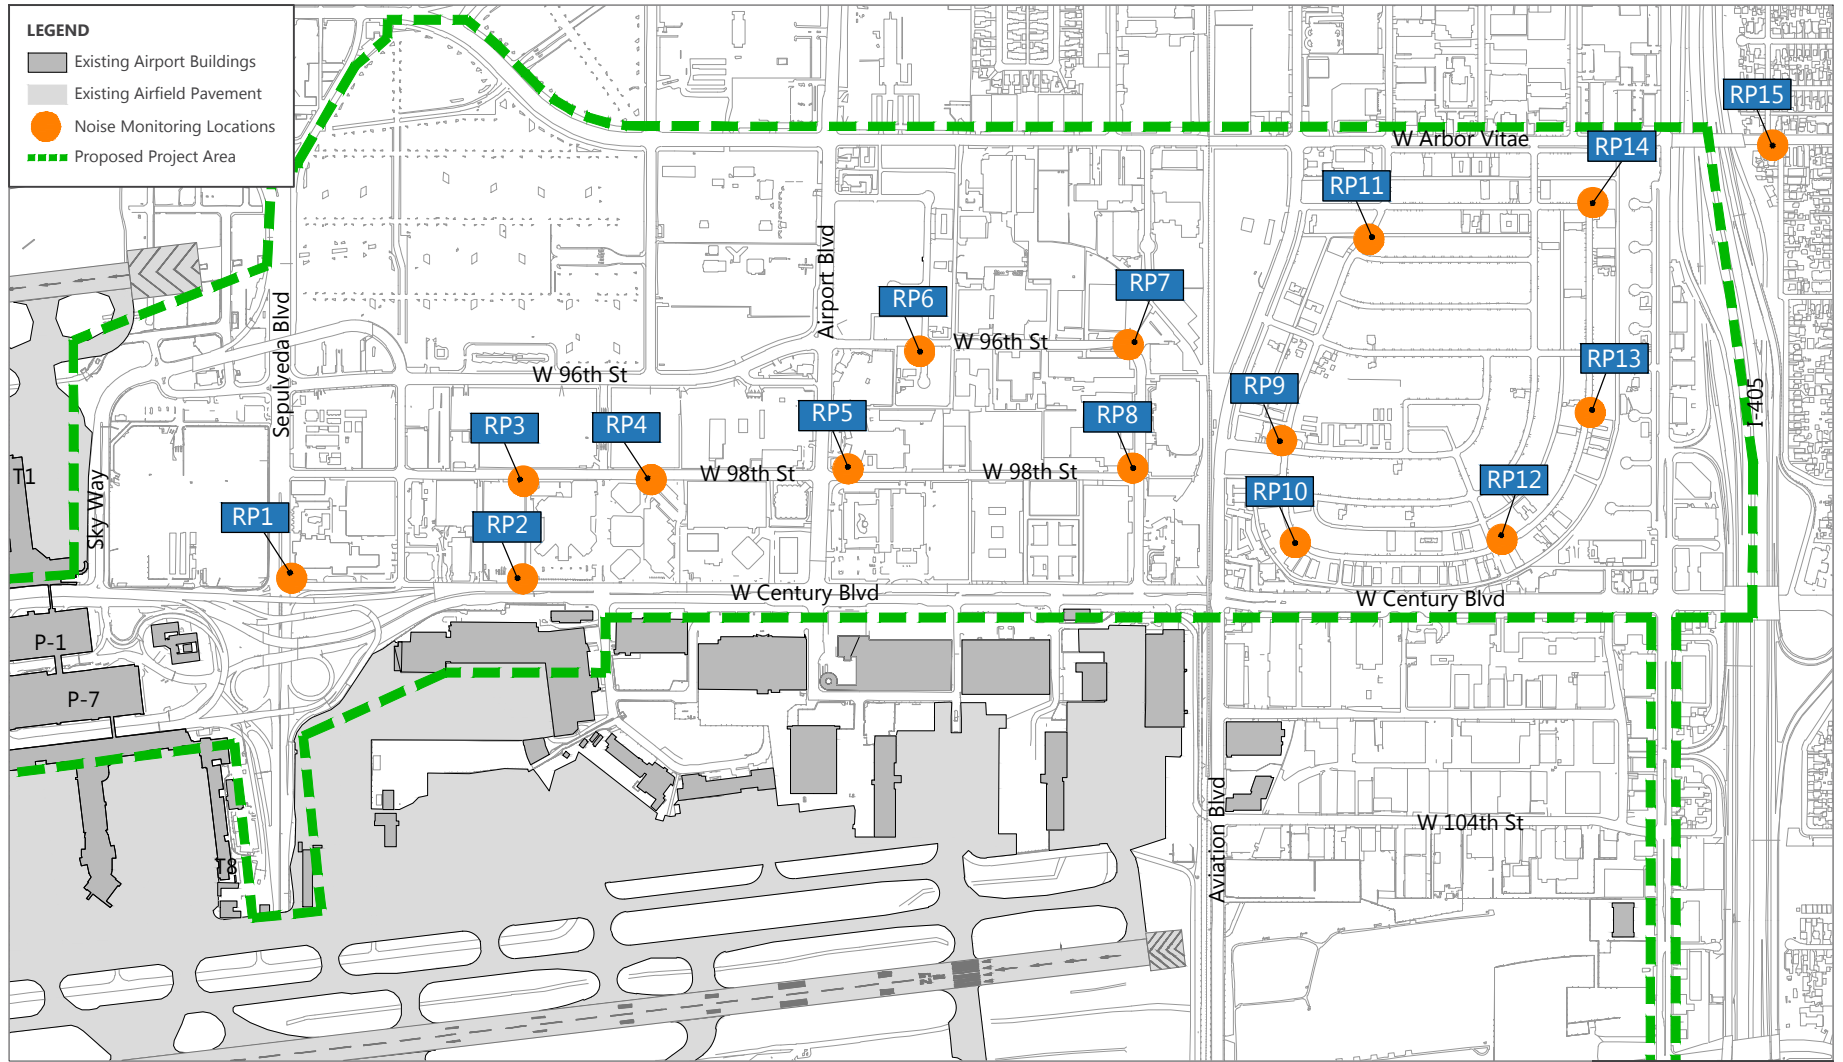 LEGEND
Existing Airport Buildings
Existing Airfield Pavement
Noise Monitoring Locations
Proposed Project Area
RP15
W Arbor Vitae
RP14
RP11
Airport Blvd
RP7
RP6
Sepulveda Blvd
W 96th St
W 96th St
RP13
RP9
I-405
RP3
RP4
RP5
RP8
T1
Sky Way
W 98th St
W 98th St
RP12
RP10
RP1
RP2
W Century Blvd
W Century Blvd
P-1
P-7
Aviation Blvd
W 104th St
T8